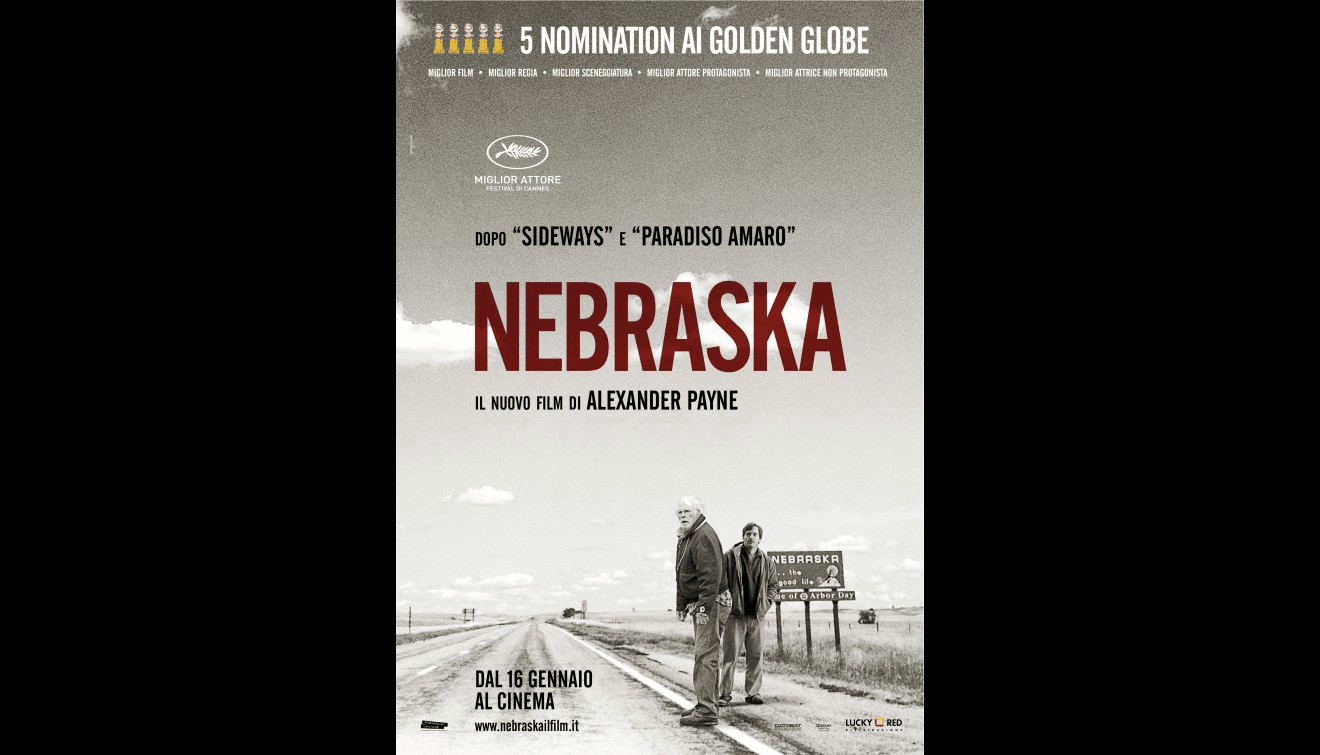 5 NOMINATION AI GOLDEN GLOBE
MIGLIOR FILM • MIGLIOR REGIA • MIGLIOR SCENEGGIATURA • MIGLIOR ATTORE PROTAGONISTA • MIGLIOR ATTRICE NON PROTAGONISTA
MIGLIOR ATTORE
FESTIVAL DI CANNES
DOPO “SIDEWAYS” E “PARADISO AMARO”
NEBRASKA
IL NUOVO FILM DI ALEXANDER PAYNE
NEBRASKA
... the
good life
of Arbor Day
DAL 16 GENNAIO
AL CINEMA
www.nebraskailfilm.it
LUCKY RED
DISTRIBUZIONE